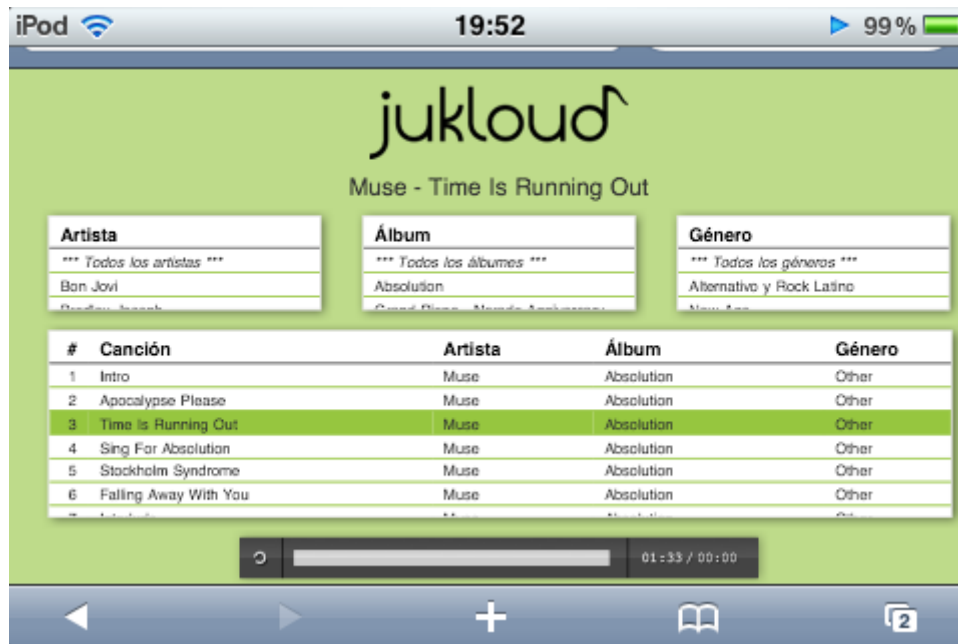 iPod 19:52 99 %
jukloud
Muse - Time Is Running Out
Artista
*** Todos los artistas ***
Bon Jovi
Bradley Joseph
Álbum
*** Todos los álbumes ***
Absolution
Género
*** Todos los géneros ***
Alternativo y Rock Latino
New Age
# Canción Artista Álbum Género
1 Intro Muse Absolution Other
2 Apocalypse Please Muse Absolution Other
3 Time Is Running Out Muse Absolution Other
4 Sing For Absolution Muse Absolution Other
5 Stockholm Syndrome Muse Absolution Other
6 Falling Away With You Muse Absolution Other
01:33 / 00:00
2